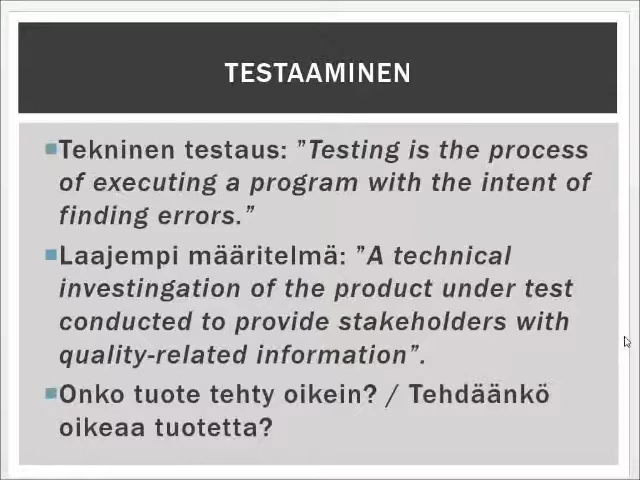 TESTAAMINEN
Tekninen testaus: ”Testing is the process
of executing a program with the intent of
finding errors.”
Laajempi määritelmä: ”A technical
investingation of the product under test
conducted to provide stakeholders with
quality-related information”.
Onko tuote tehty oikein? / Tehdäänkö
oikeaa tuotetta?